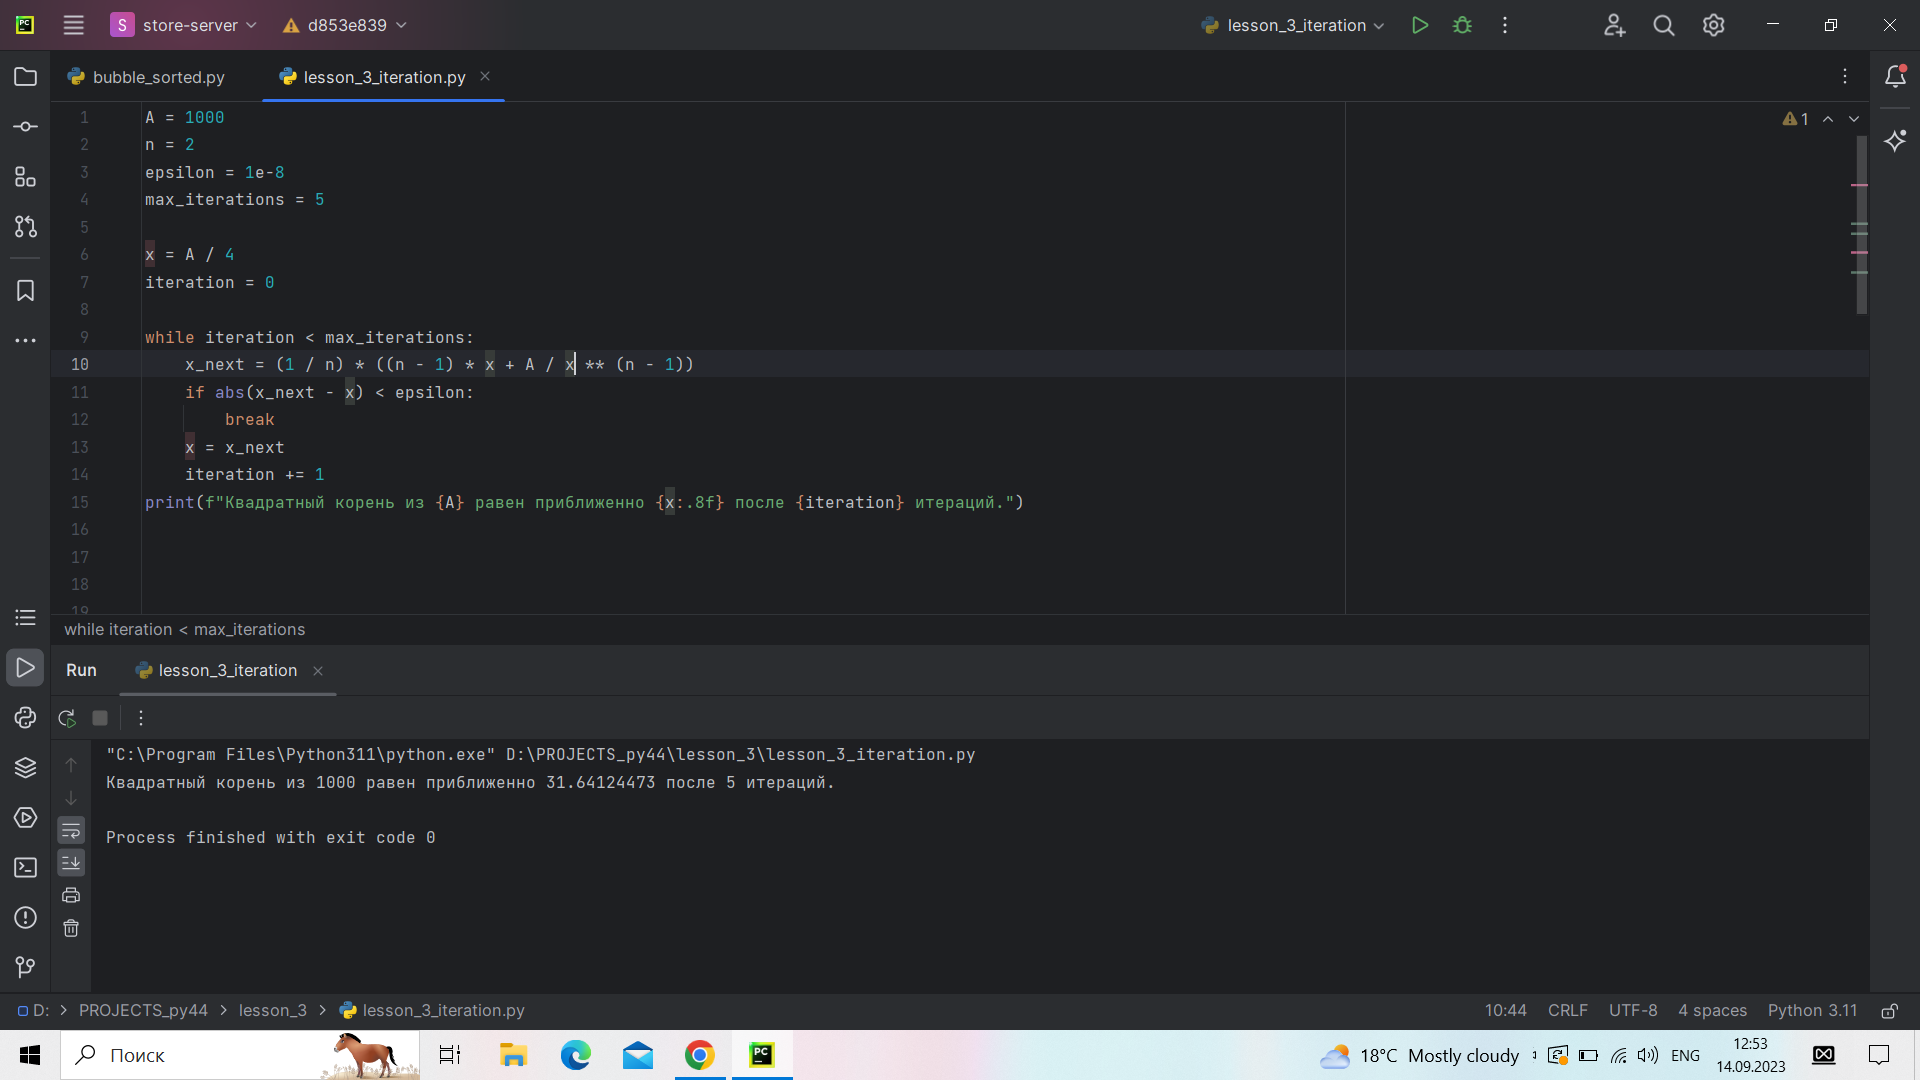 PC
S store-server
d853e839
lesson_3_iteration
bubble_sorted.py
lesson_3_iteration.py
1 A = 1000
2 n = 2
3 epsilon = 1e-8
4 max_iterations = 5
5
6 x = A / 4
7 iteration = 0
8
9 while iteration < max_iterations:
10 x_next = (1 / n) * ((n - 1) * x + A / x ** (n - 1))
11 if abs(x_next - x) < epsilon:
12 break
13 x = x_next
14 iteration += 1
15 print(f"Квадратный корень из {A} равен приближенно {x:.8f} после {iteration} итераций.")
16
17
18
19
1
while iteration < max_iterations
Run lesson_3_iteration
"C:\Program Files\Python311\python.exe" D:\PROJECTS_py44\lesson_3\lesson_3_iteration.py
Квадратный корень из 1000 равен приближенно 31.64124473 после 5 итераций.
Process finished with exit code 0
D: > PROJECTS_py44 > lesson_3 > lesson_3_iteration.py
10:44 CRLF UTF-8 4 spaces Python 3.11
Поиск
PC
18°C Mostly cloudy
ENG
12:53
14.09.2023